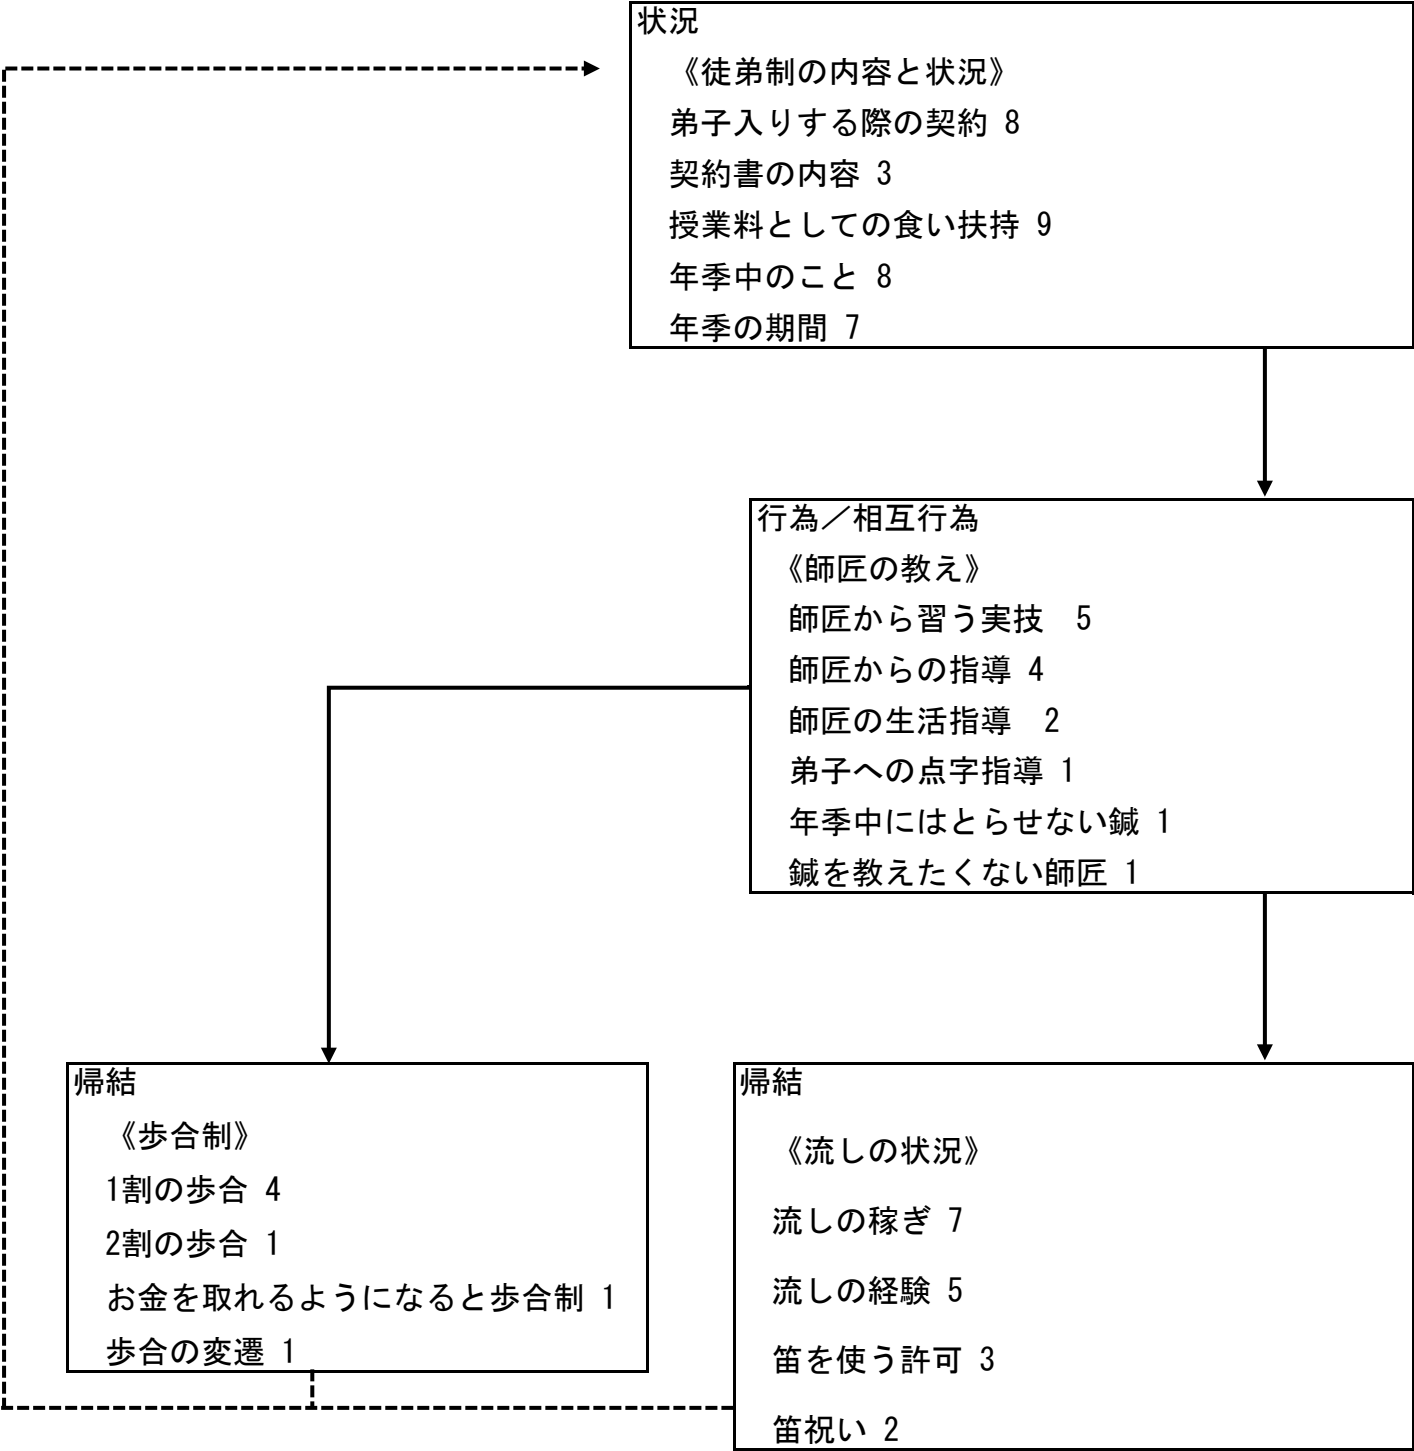 状況
《徒弟制の内容と状況》
弟子入りする際の契約 8
契約書の内容 3
授業料としての食い扶持 9
年季中のこと 8
年季の期間 7
行為／相互行為
《師匠の教え》
師匠から習う実技　5
師匠からの指導 4
師匠の生活指導　2
弟子への点字指導 1
年季中にはとらせない鍼 1
鍼を教えたくない師匠 1
帰結
《歩合制》
1割の歩合 4
2割の歩合 1
お金を取れるようになると歩合制 1
歩合の変遷 1
帰結
《流しの状況》
流しの稼ぎ 7
流しの経験 5
笛を使う許可 3
笛祝い 2